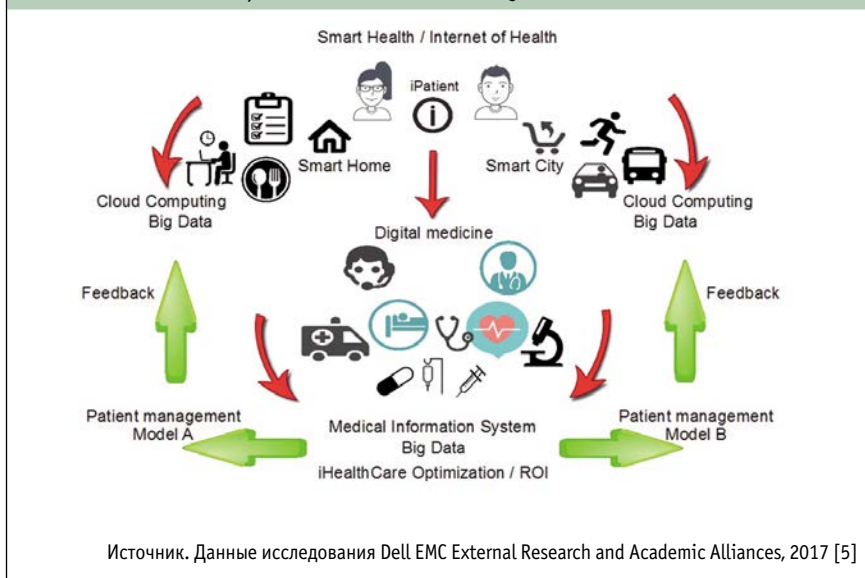 Smart Health / Internet of Health
iPatient
Smart Home
Smart City
Cloud Computing
Big Data
Cloud Computing
Big Data
Digital medicine
Feedback
Feedback
Patient management
Model A
Medical Information System
Big Data
iHealthCare Optimization / ROI
Patient management
Model B
Источник. Данные исследования Dell EMC External Research and Academic Alliances, 2017 [5]